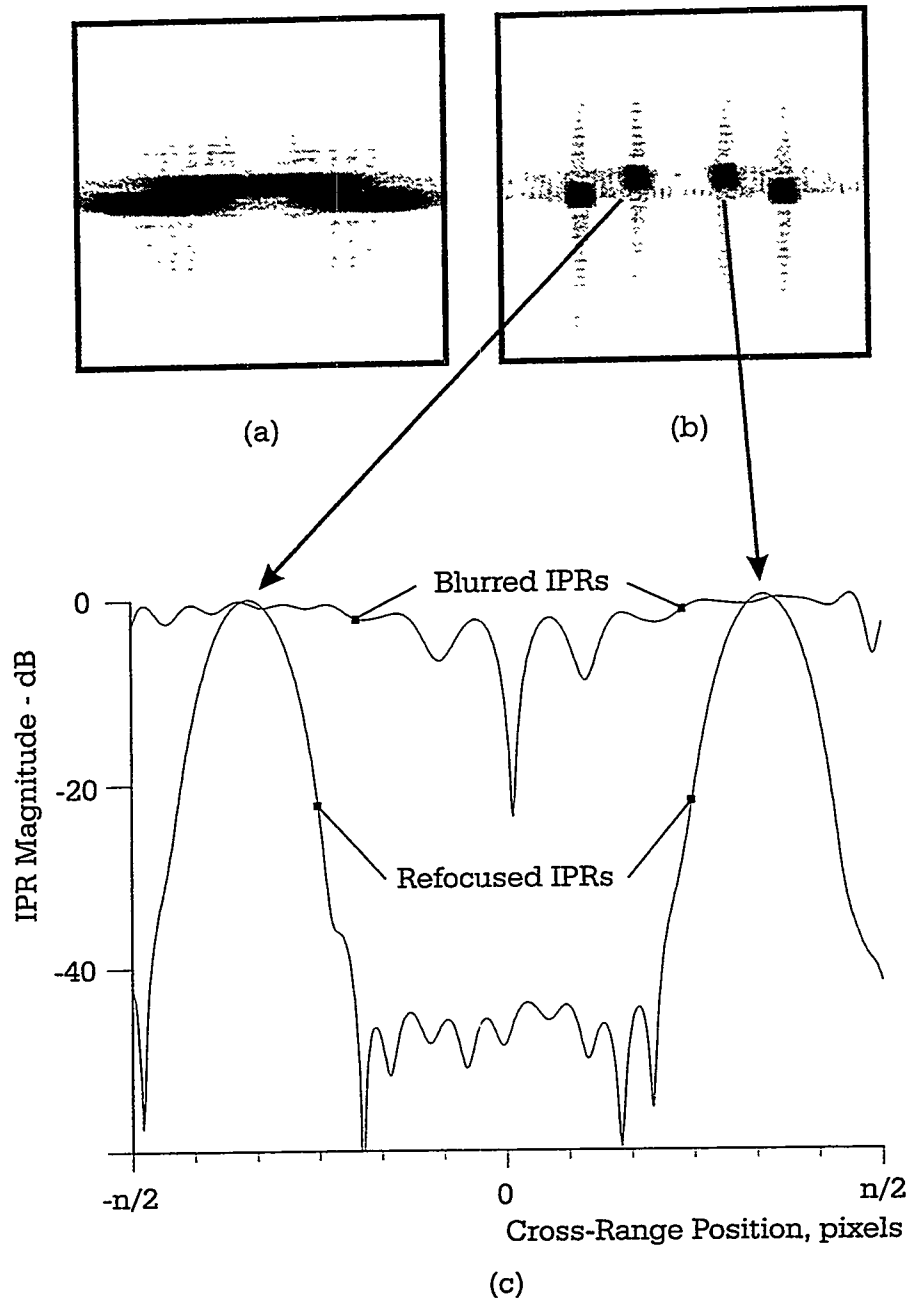 (a)
(b)
Blurred IPRs
0
IPR Magnitude - dB
-20
Refocused IPRs
-40
-n/2
0
n/2
Cross-Range Position, pixels
(c)